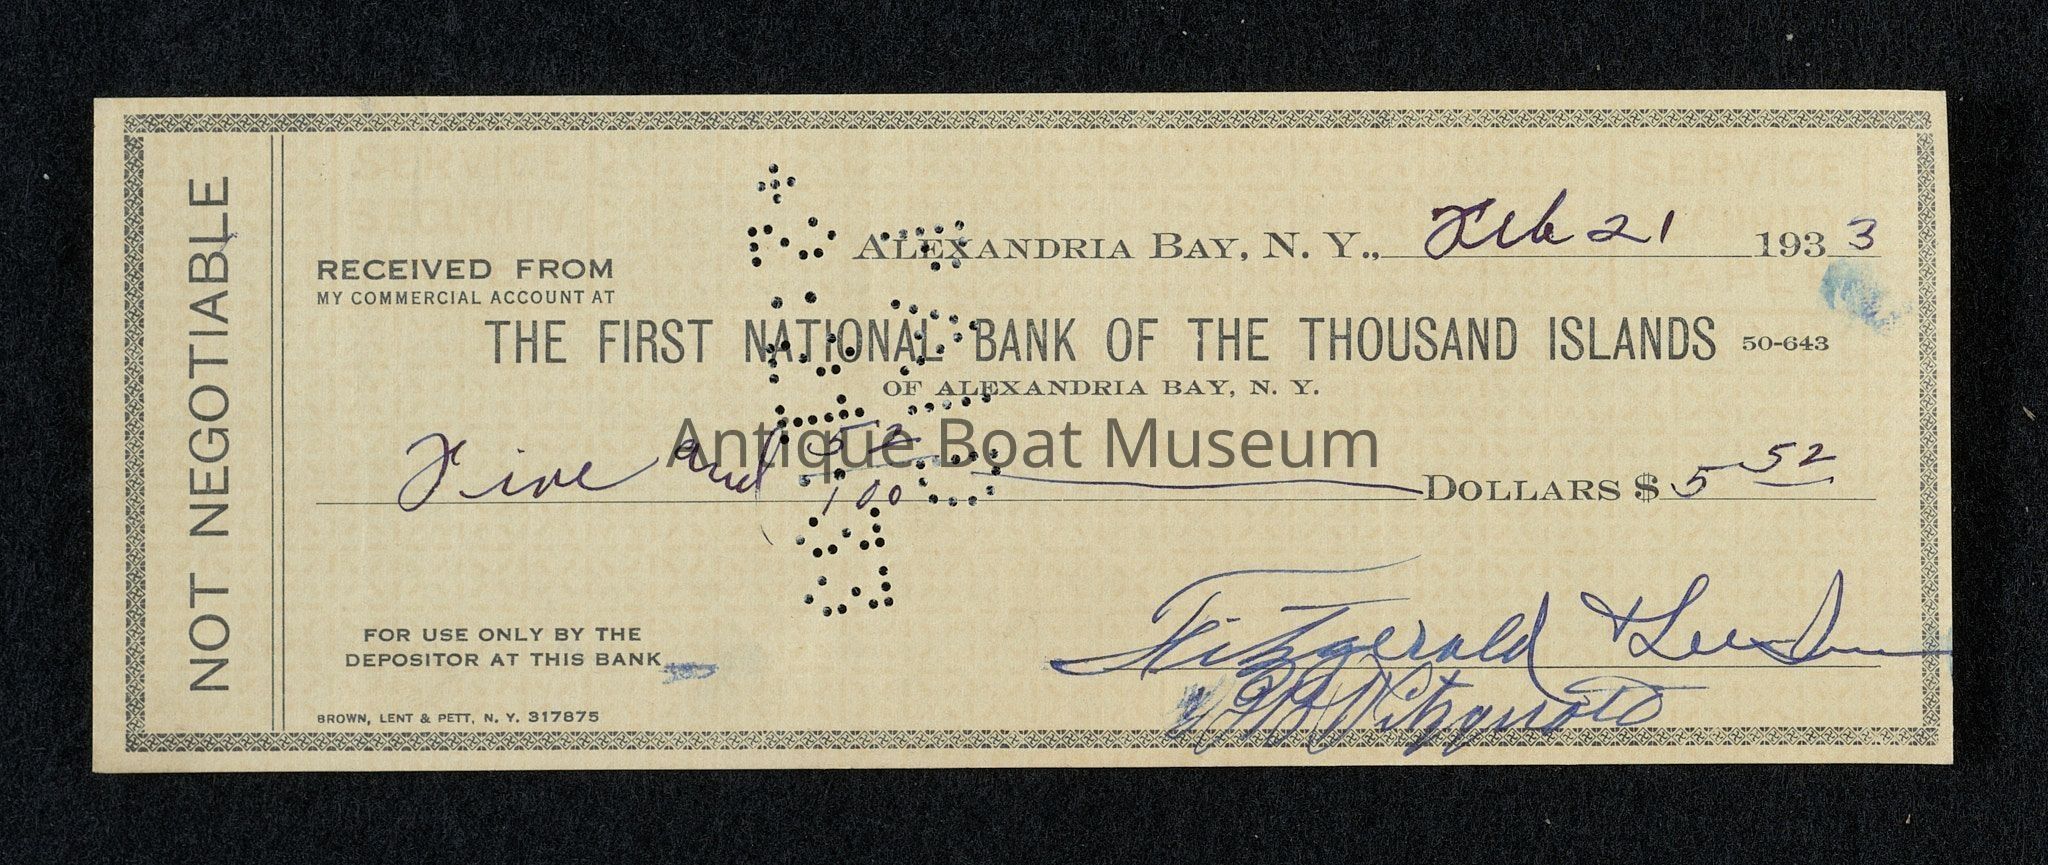 NOT NEGOTIABLE
ALEXANDRIA BAY, N. Y., Feb 21 1933
RECEIVED FROM
MY COMMERCIAL ACCOUNT AT
THE FIRST NATIONAL BANK OF THE THOUSAND ISLANDS 50-643
OF ALEXANDRIA BAY, N. Y.
Antique Boat Museum
Five and 52/100 DOLLARS $ 5 52
Fitzgerald & Lee
FOR USE ONLY BY THE
DEPOSITOR AT THIS BANK
Fitzgerald
BROWN, LENT & PETT, N. Y. 317875